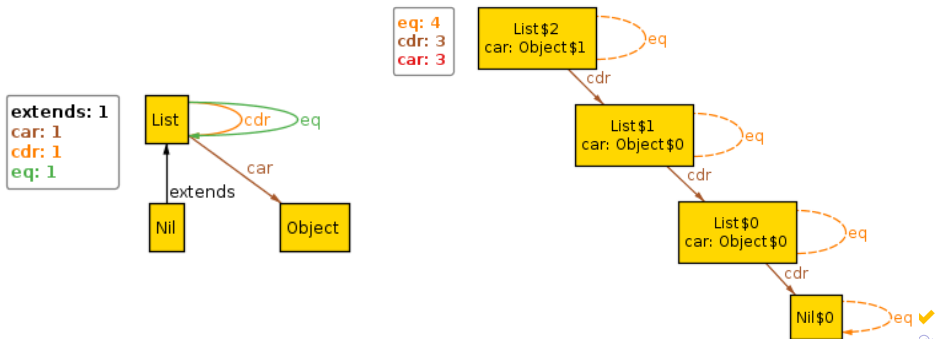 extends: 1
car: 1
cdr: 1
eq: 1
List
cdr
eq
car
extends
Nil
Object
eq: 4
cdr: 3
car: 3
List$2
car: Object$1
eq
cdr
List$1
car: Object$0
eq
cdr
List$0
car: Object$0
eq
cdr
Nil$0
eq